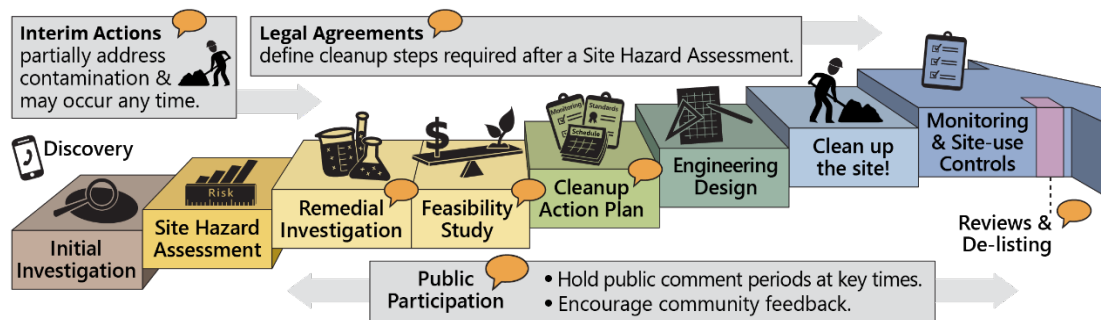 Interim Actions
partially address
contamination &
may occur any time.
Legal Agreements
define cleanup steps required after a Site Hazard Assessment.
Discovery
Initial
Investigation
Risk
Site Hazard
Assessment
Remedial
Investigation
$
Feasibility
Study
Monitoring
Standards
Schedule
Cleanup
Action Plan
Engineering
Design
Clean up
the site!
Monitoring
& Site-use
Controls
Reviews &
De-listing
Public
Participation
• Hold public comment periods at key times.
• Encourage community feedback.